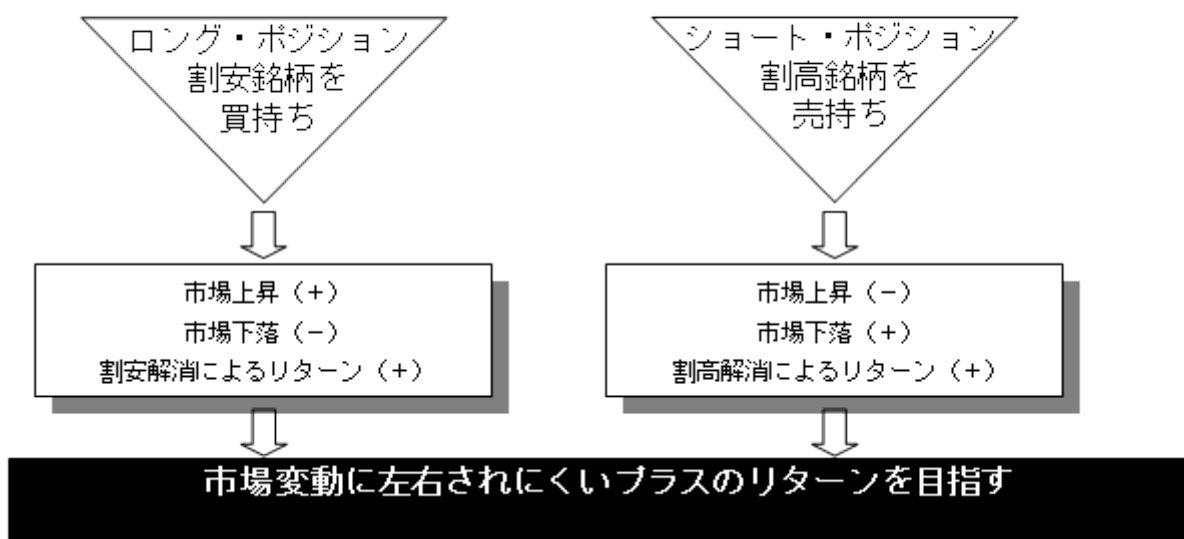 ロング・ポジション
割安銘柄を
買持ち
ショート・ポジション
割高銘柄を
売持ち
市場上昇（+）
市場下落（−）
割安解消によるリターン（+）
市場上昇（−）
市場下落（+）
割高解消によるリターン（+）
市場変動に左右されにくいプラスのリターンを目指す